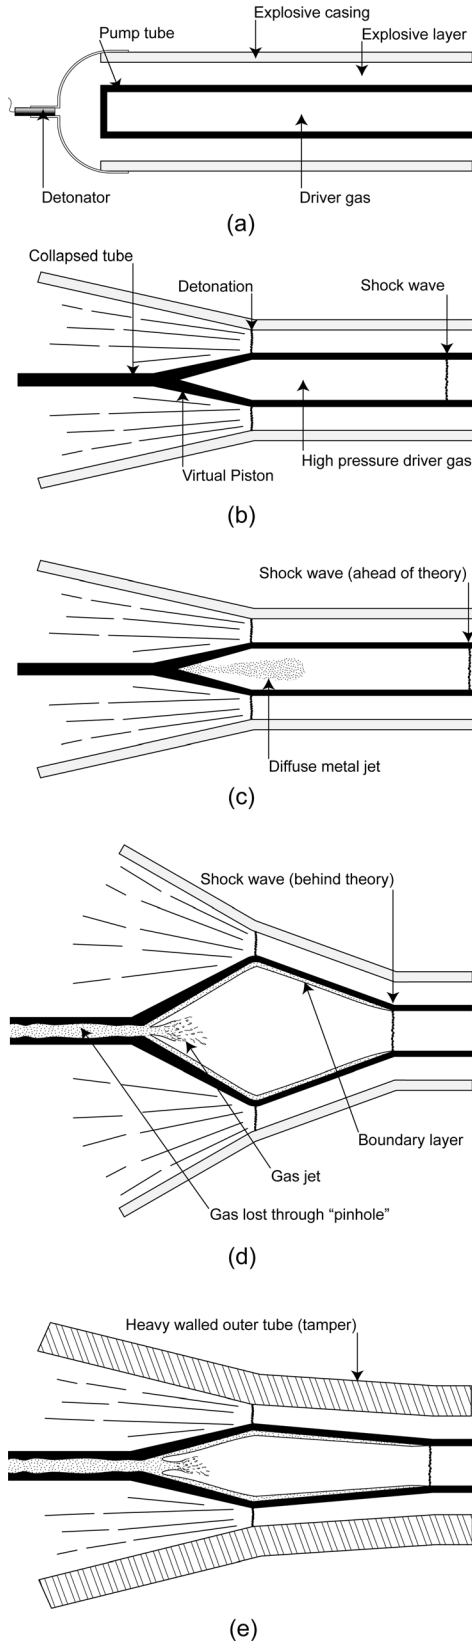 Explosive casing
Explosive layer
Pump tube
Detonator
Driver gas
(a)
Collapsed tube
Detonation
Shock wave
Virtual Piston
High pressure driver gas
(b)
Shock wave (ahead of theory)
Diffuse metal jet
(c)
Shock wave (behind theory)
Boundary layer
Gas jet
Gas lost through “pinhole”
(d)
Heavy walled outer tube (tamper)
(e)